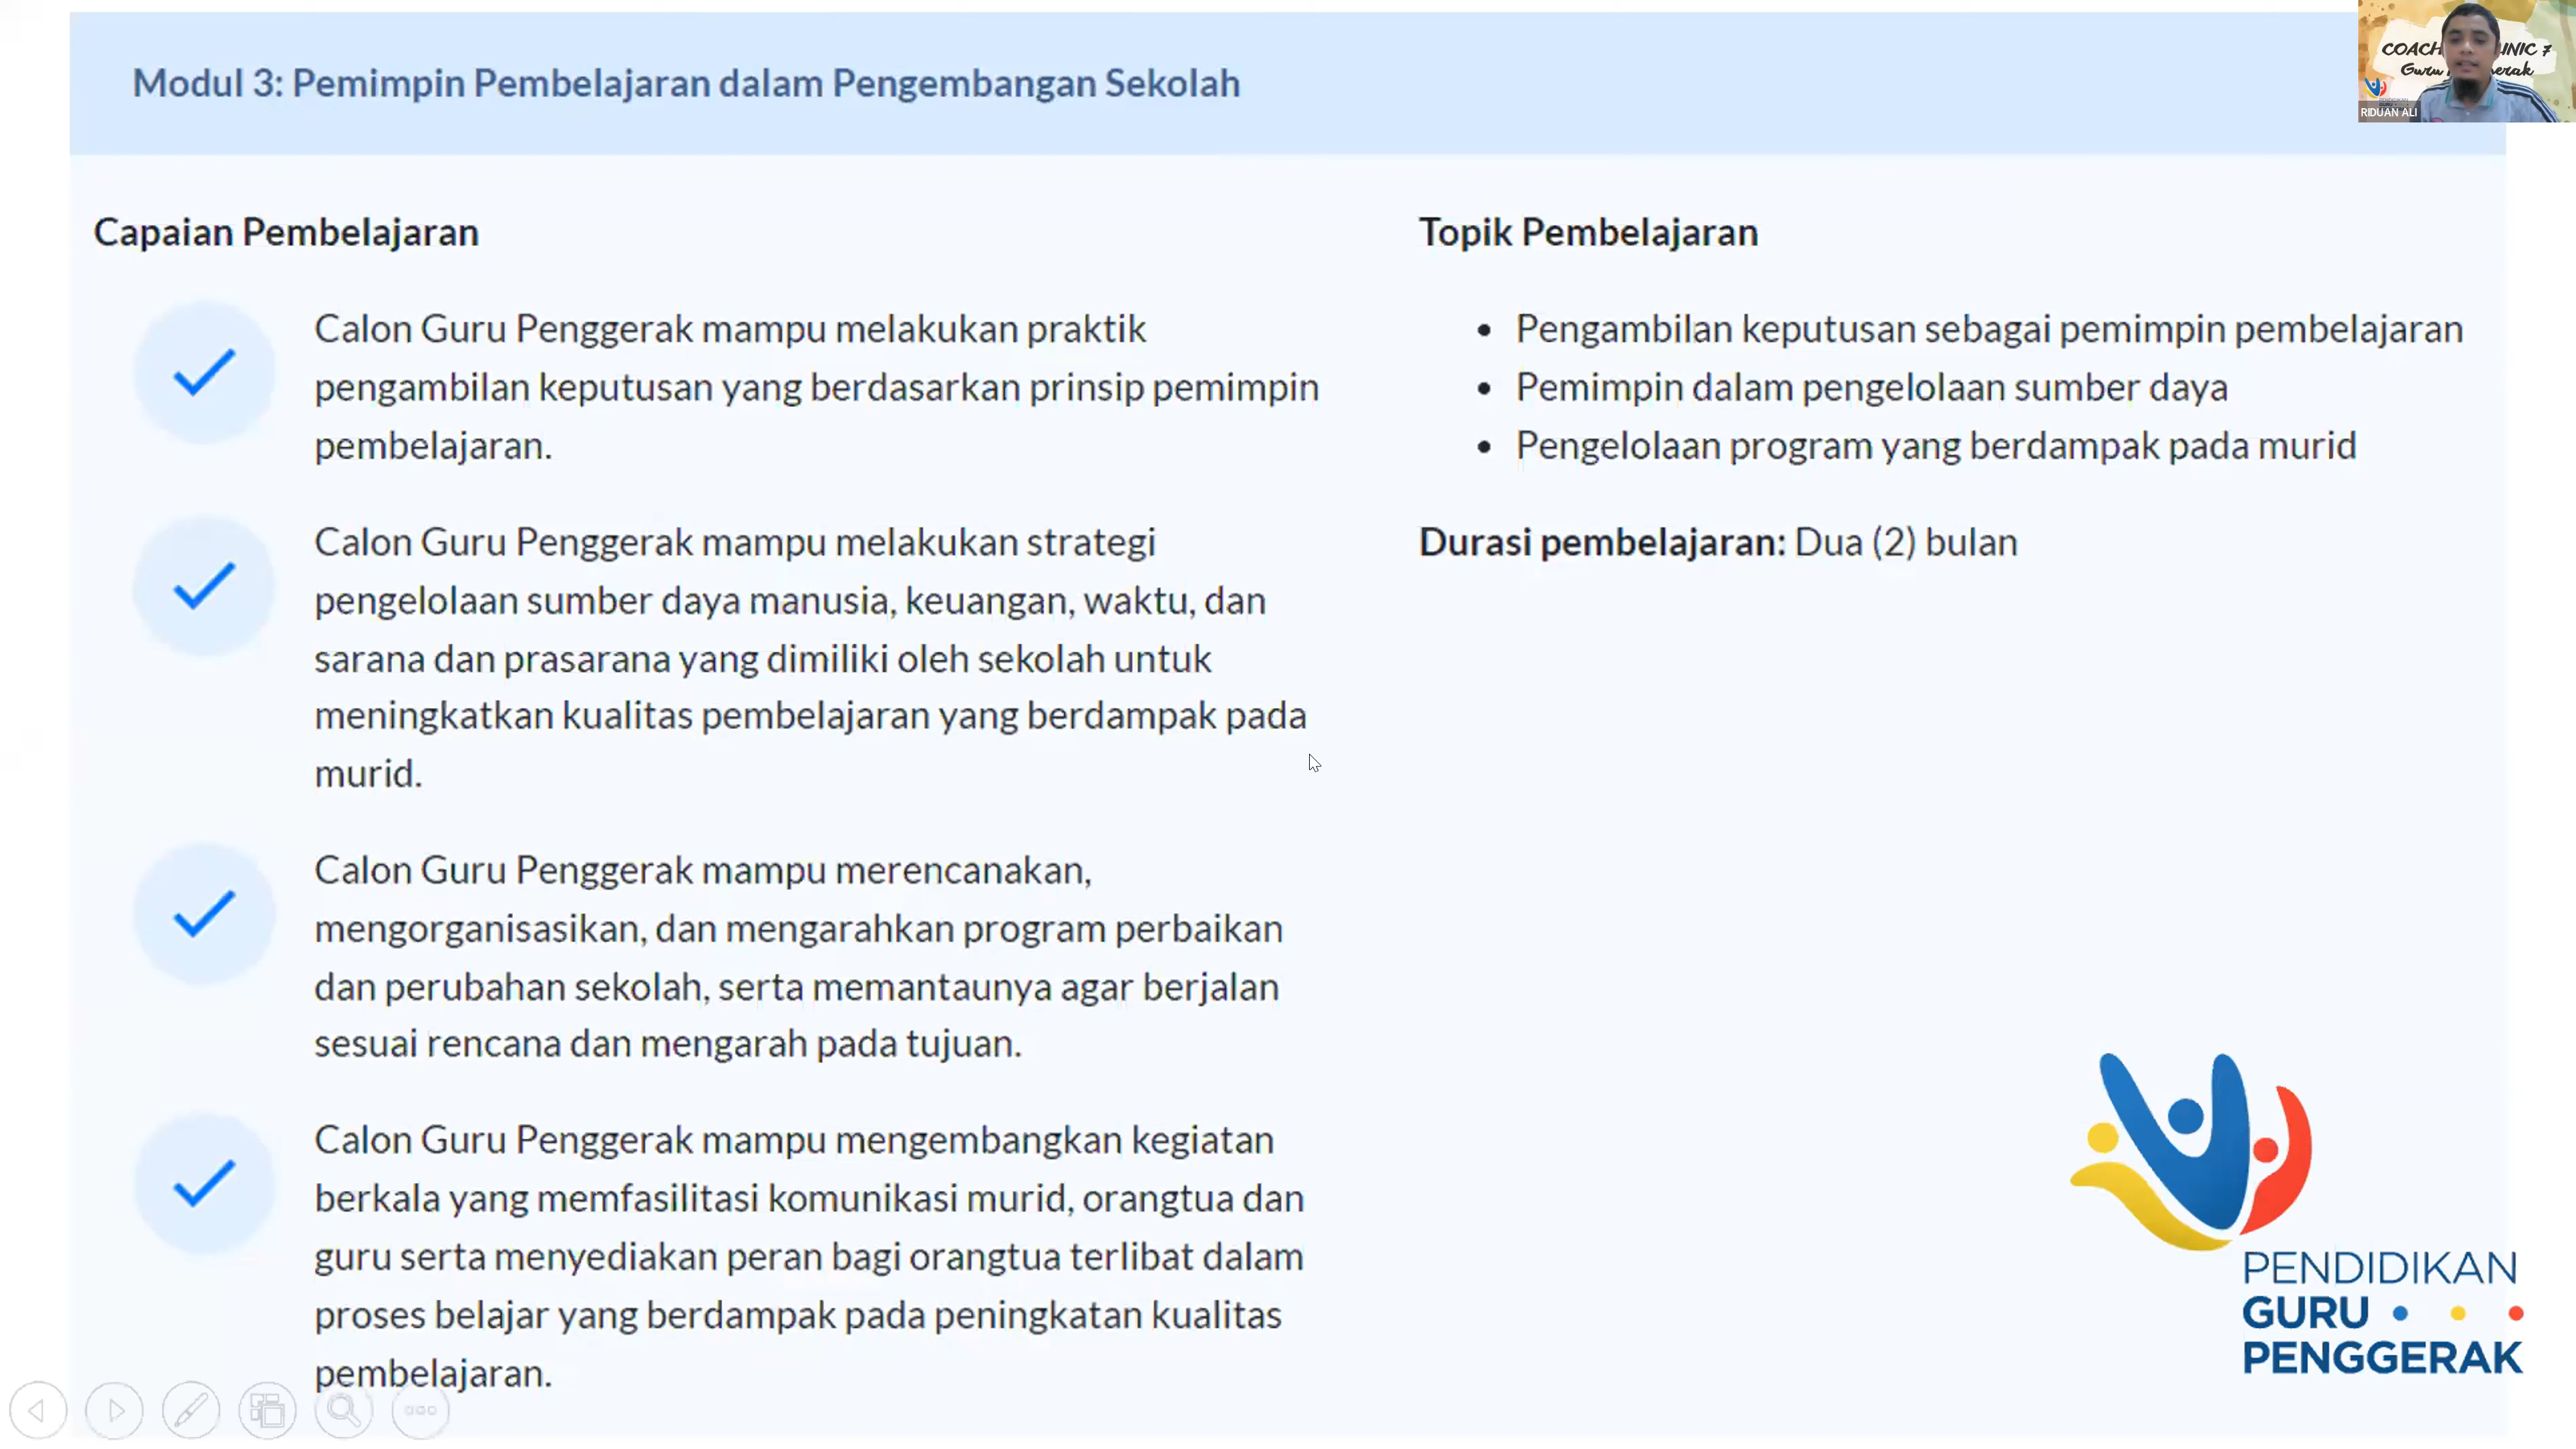 Modul 3: Pemimpin Pembelajaran dalam Pengembangan Sekolah
Capaian Pembelajaran
Calon Guru Penggerak mampu melakukan praktik
pengambilan keputusan yang berdasarkan prinsip pemimpin
pembelajaran.
Calon Guru Penggerak mampu melakukan strategi
pengelolaan sumber daya manusia, keuangan, waktu, dan
sarana dan prasarana yang dimiliki oleh sekolah untuk
meningkatkan kualitas pembelajaran yang berdampak pada
murid.
Calon Guru Penggerak mampu merencanakan,
mengorganisasikan, dan mengarahkan program perbaikan
dan perubahan sekolah, serta memantaunya agar berjalan
sesuai rencana dan mengarah pada tujuan.
Calon Guru Penggerak mampu mengembangkan kegiatan
berkala yang memfasilitasi komunikasi murid, orangtua dan
guru serta menyediakan peran bagi orangtua terlibat dalam
proses belajar yang berdampak pada peningkatan kualitas
pembelajaran.
Topik Pembelajaran
• Pengambilan keputusan sebagai pemimpin pembelajaran
• Pemimpin dalam pengelolaan sumber daya
• Pengelolaan program yang berdampak pada murid
Durasi pembelajaran: Dua (2) bulan
PENDIDIKAN
GURU
PENGGERAK
COACH INIC 7
Guru erak
RIDUAN ALI